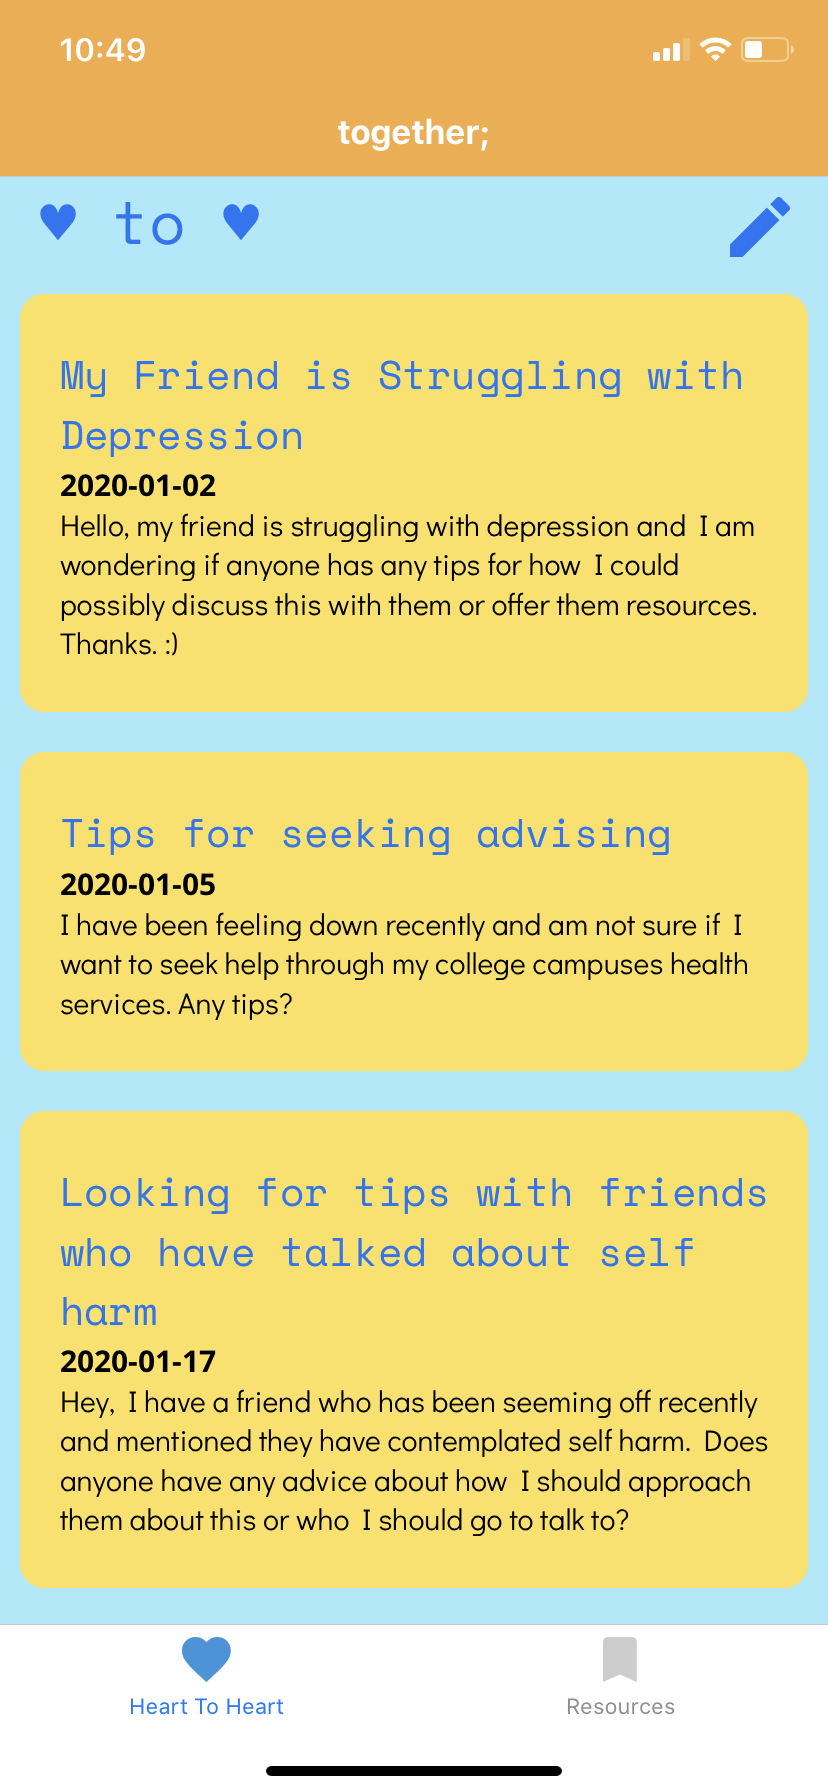 10:49
together;
♥ to ♥
My Friend is Struggling with
Depression
2020-01-02
Hello, my friend is struggling with depression and I am
wondering if anyone has any tips for how I could
possibly discuss this with them or offer them resources.
Thanks. :)
Tips for seeking advising
2020-01-05
I have been feeling down recently and am not sure if I
want to seek help through my college campuses health
services. Any tips?
Looking for tips with friends
who have talked about self
harm
2020-01-17
Hey, I have a friend who has been seeming off recently
and mentioned they have contemplated self harm. Does
anyone have any advice about how I should approach
them about this or who I should go to talk to?
Heart To Heart
Resources